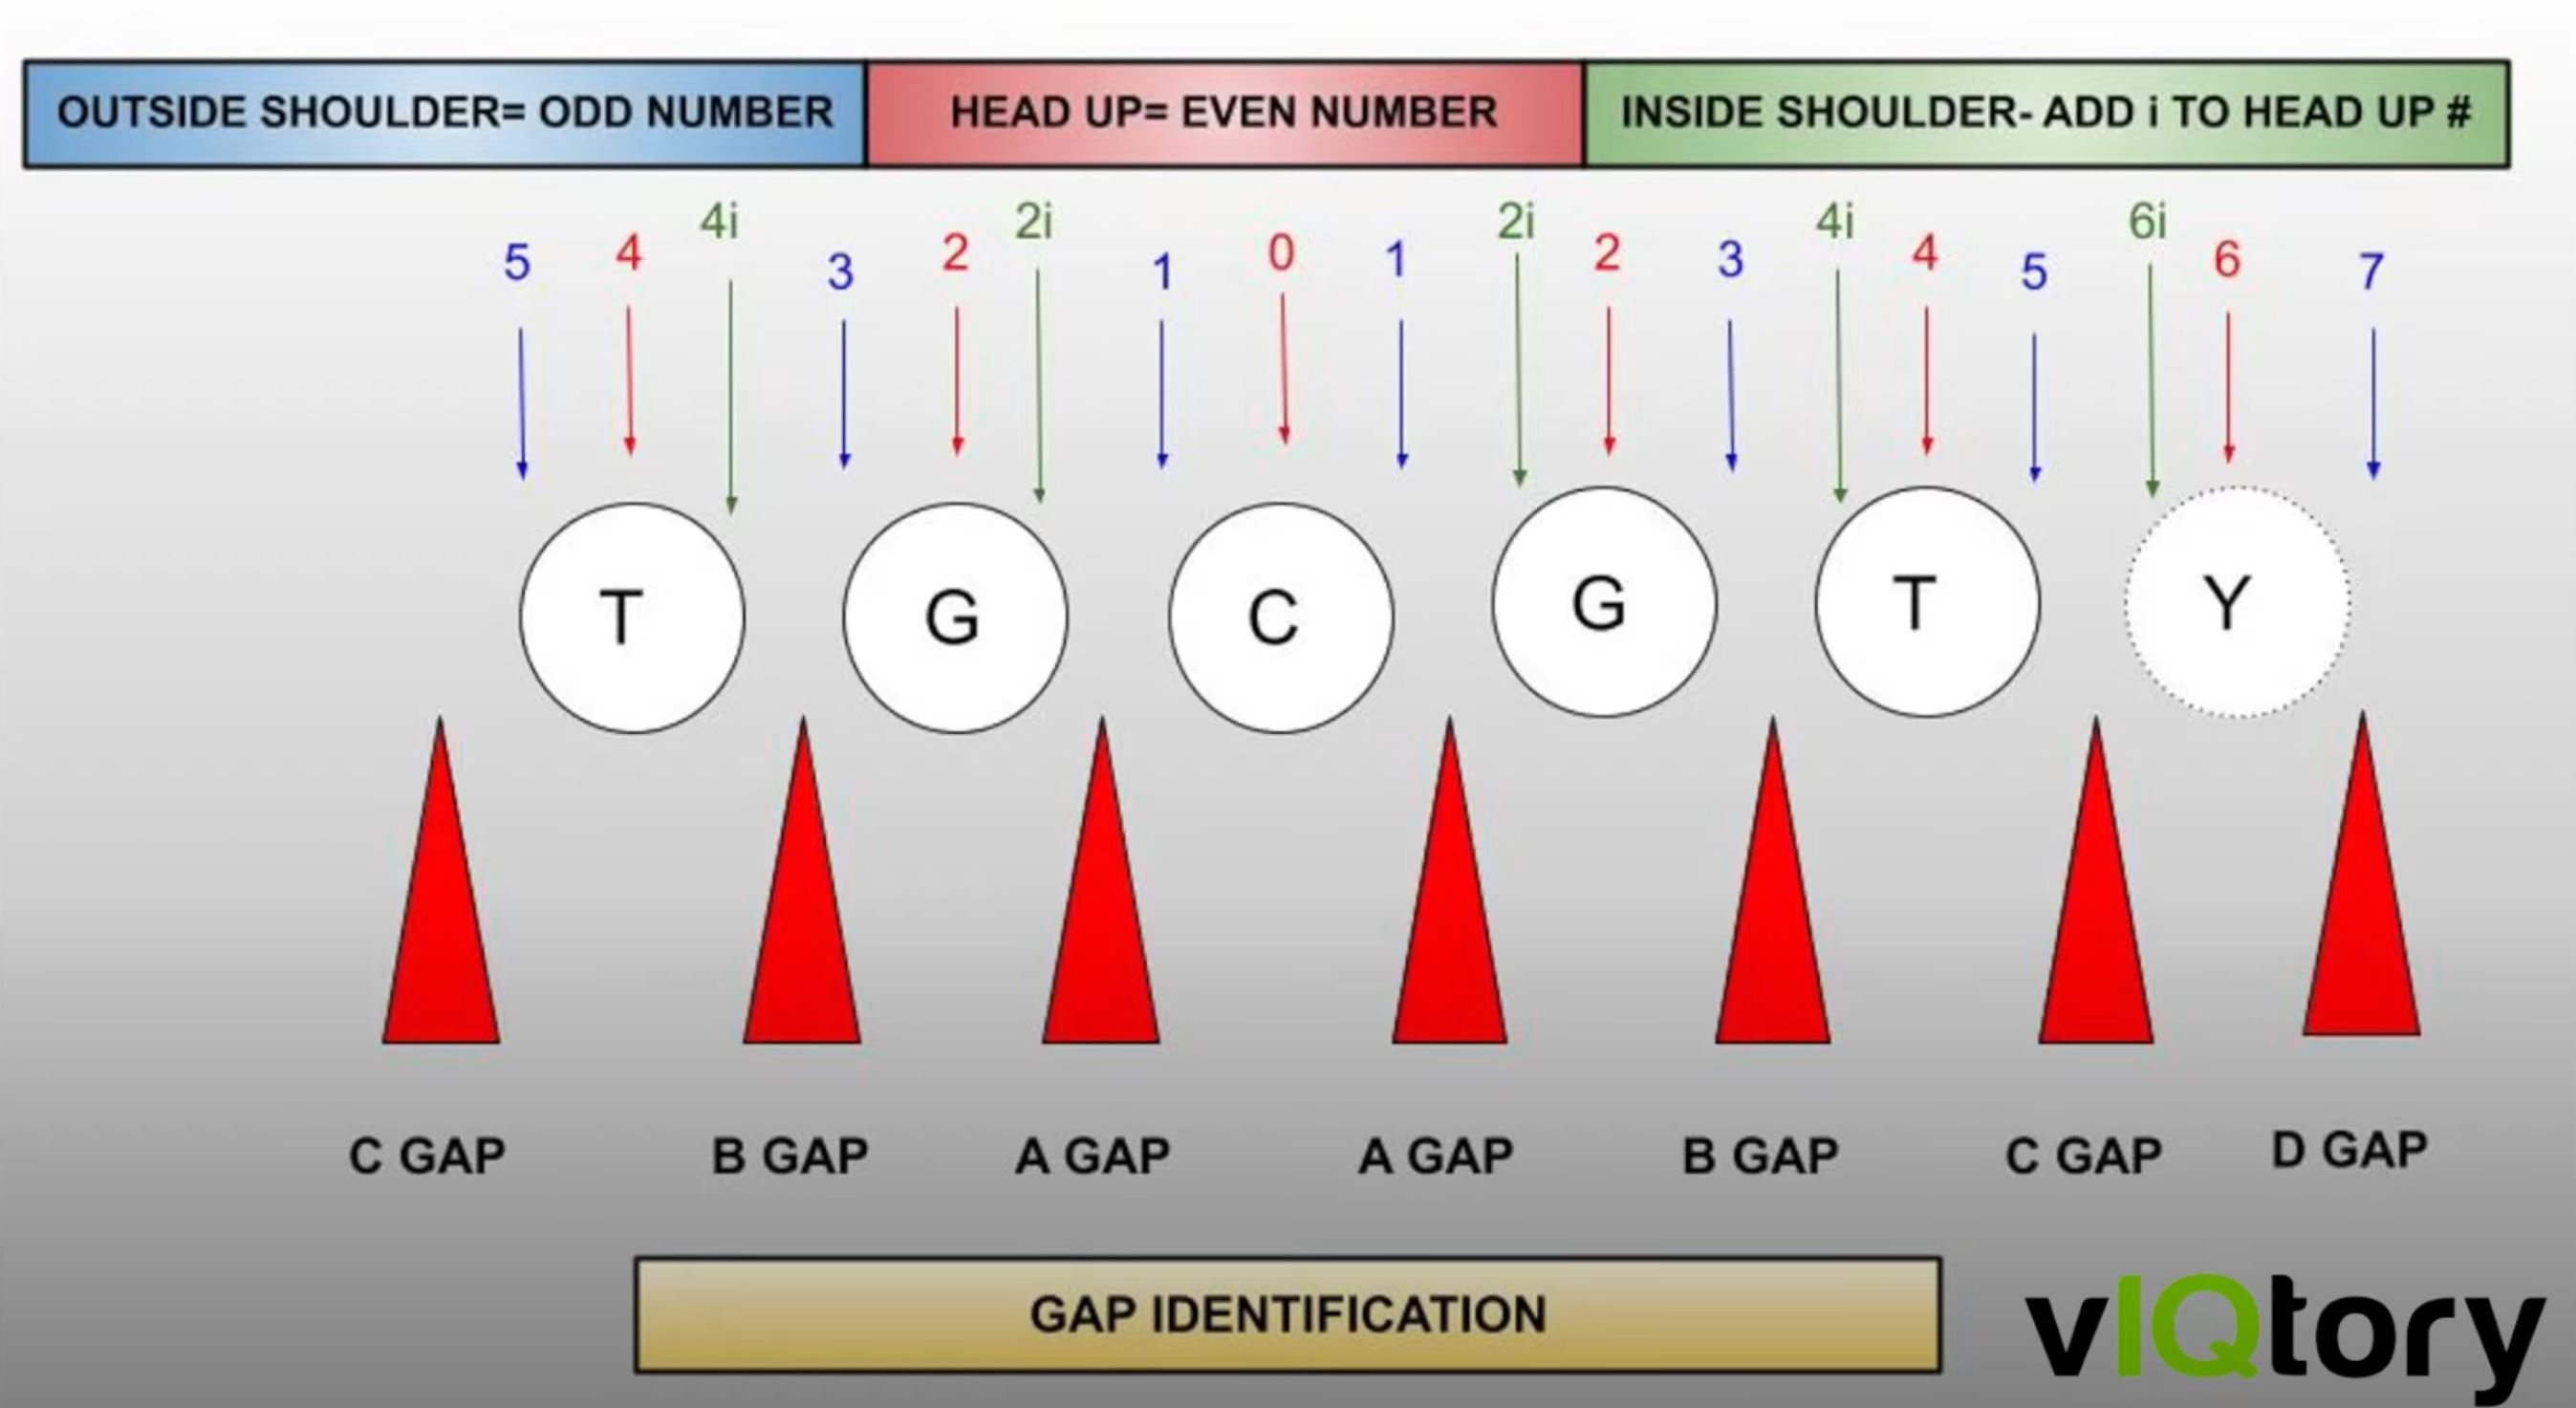 OUTSIDE SHOULDER= ODD NUMBER
HEAD UP= EVEN NUMBER
INSIDE SHOULDER- ADD i TO HEAD UP #
5 4 4i 3 2 2i 1 0 1 2i 2 3 4i 4 5 6i 6 7
T G C G T Y
C GAP B GAP A GAP A GAP B GAP C GAP D GAP
GAP IDENTIFICATION
vIQtory